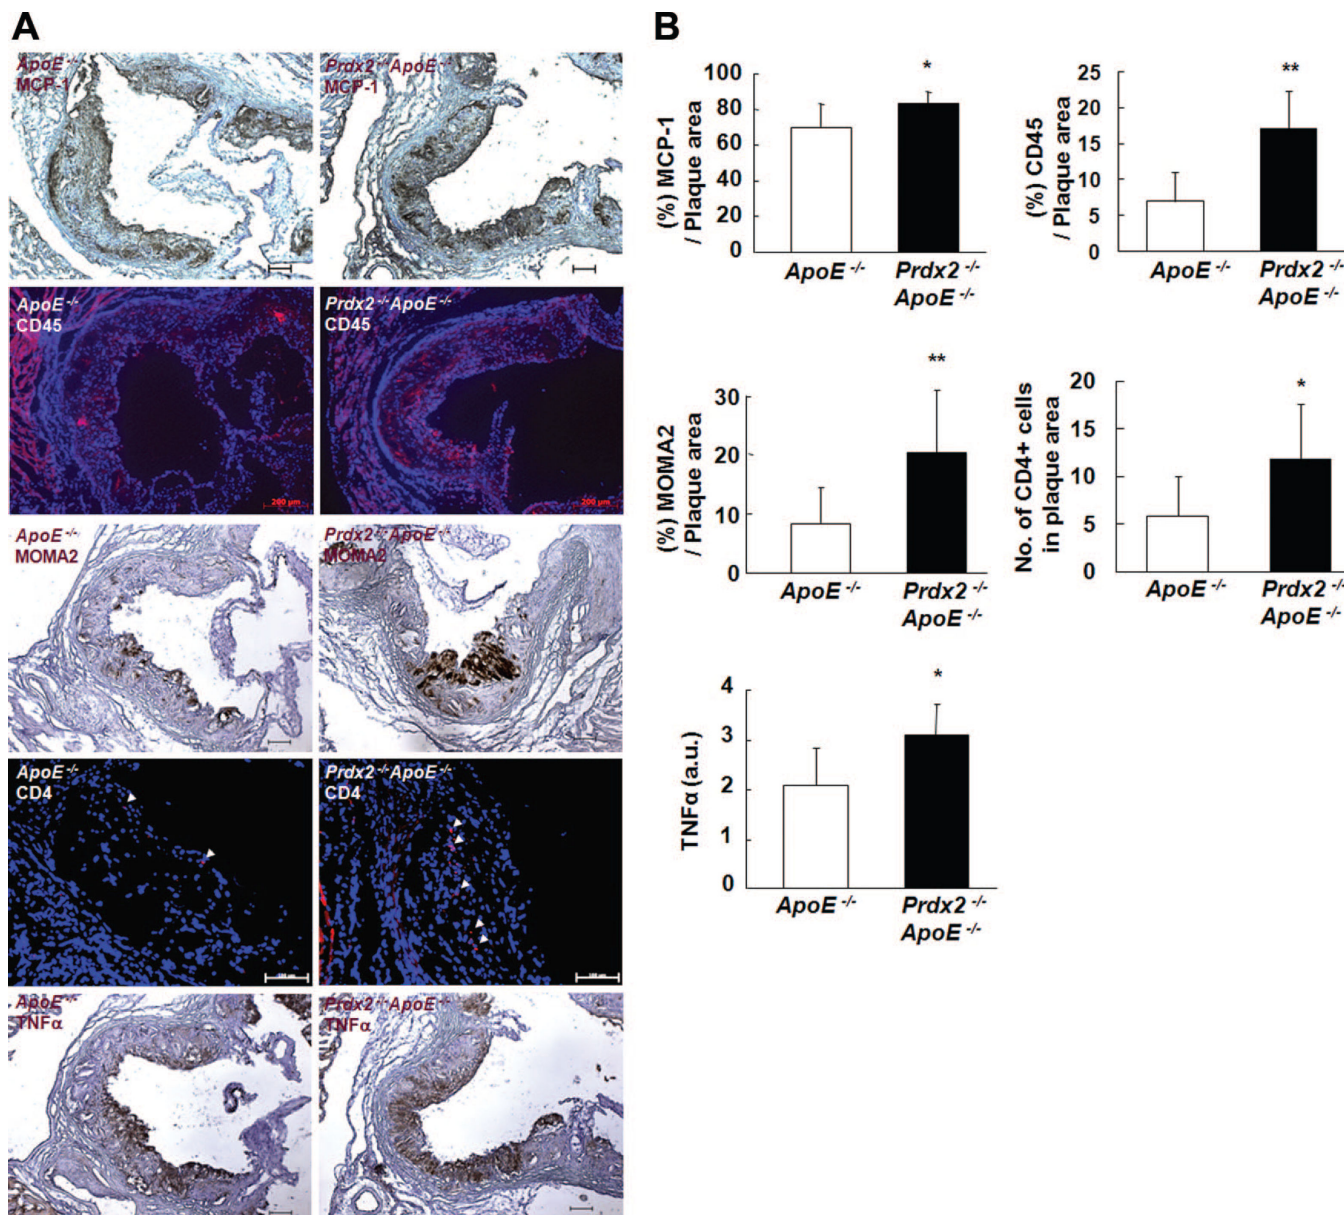 A
ApoE -/-
MCP-1
Prdx2 -/- ApoE -/-
MCP-1
ApoE -/-
CD45
200 µm
Prdx2 -/- ApoE -/-
CD45
200 µm
ApoE -/-
MOMA2
Prdx2 -/- ApoE -/-
MOMA2
ApoE -/-
CD4
Prdx2 -/- ApoE -/-
CD4
ApoE -/-
TNFα
Prdx2 -/- ApoE -/-
TNFα
B
(%) MCP-1
/ Plaque area
100
80
60
40
20
0
*
ApoE -/-
Prdx2 -/-
ApoE -/-
(%) CD45
/ Plaque area
25
20
15
10
5
0
**
ApoE -/-
Prdx2 -/-
ApoE -/-
(%) MOMA2
/ Plaque area
30
20
10
0
**
ApoE -/-
Prdx2 -/-
ApoE -/-
No. of CD4+ cells
in plaque area
20
15
10
5
0
*
ApoE -/-
Prdx2 -/-
ApoE -/-
TNFα (a.u.)
4
3
2
1
0
*
ApoE -/-
Prdx2 -/-
ApoE -/-